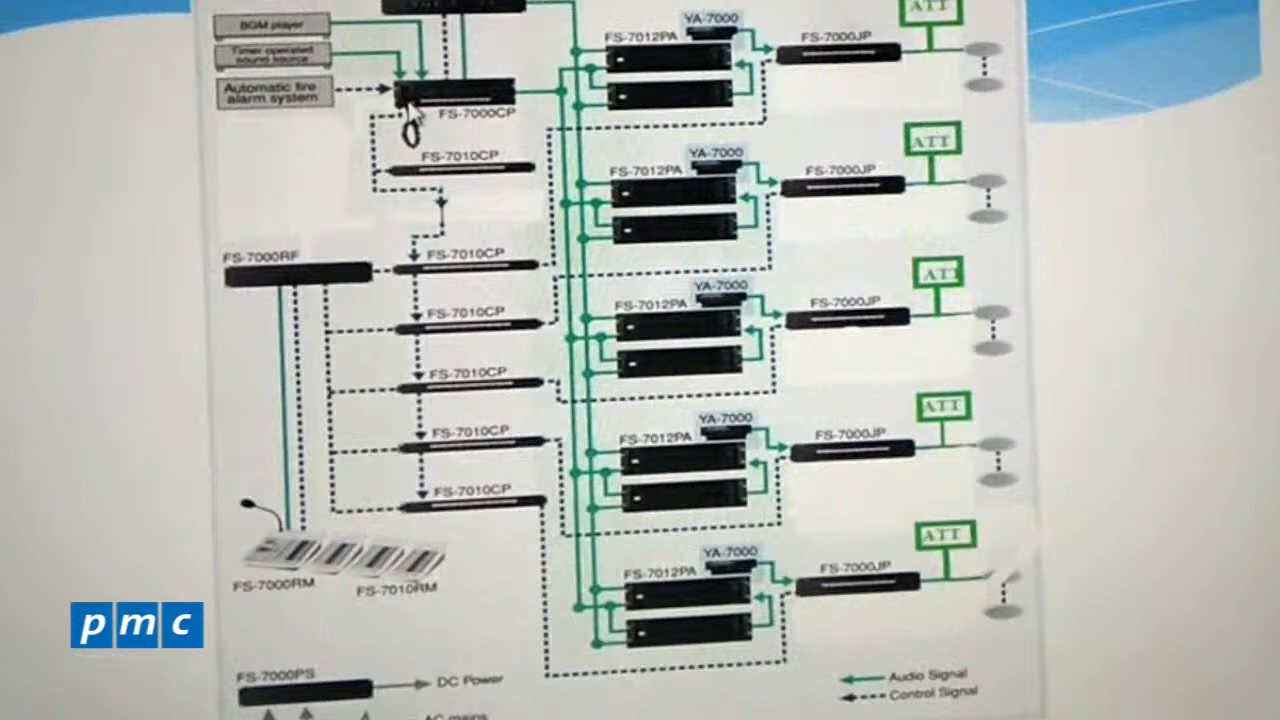 BGM player
Timer operated
sound source
Automatic fire
alarm system
FS-7000CP
FS-7010CP
FS-7000RF
FS-7010CP
FS-7010CP
FS-7010CP
FS-7010CP
FS-7010CP
FS-7000RM
FS-7010RM
FS-7000PS
DC Power
AC mains
YA-7000
FS-7012PA
FS-7000JP
ATT
YA-7000
FS-7012PA
FS-7000JP
ATT
YA-7000
FS-7012PA
FS-7000JP
ATT
YA-7000
FS-7012PA
FS-7000JP
ATT
YA-7000
FS-7012PA
FS-7000JP
ATT
Audio Signal
Control Signal
pmc